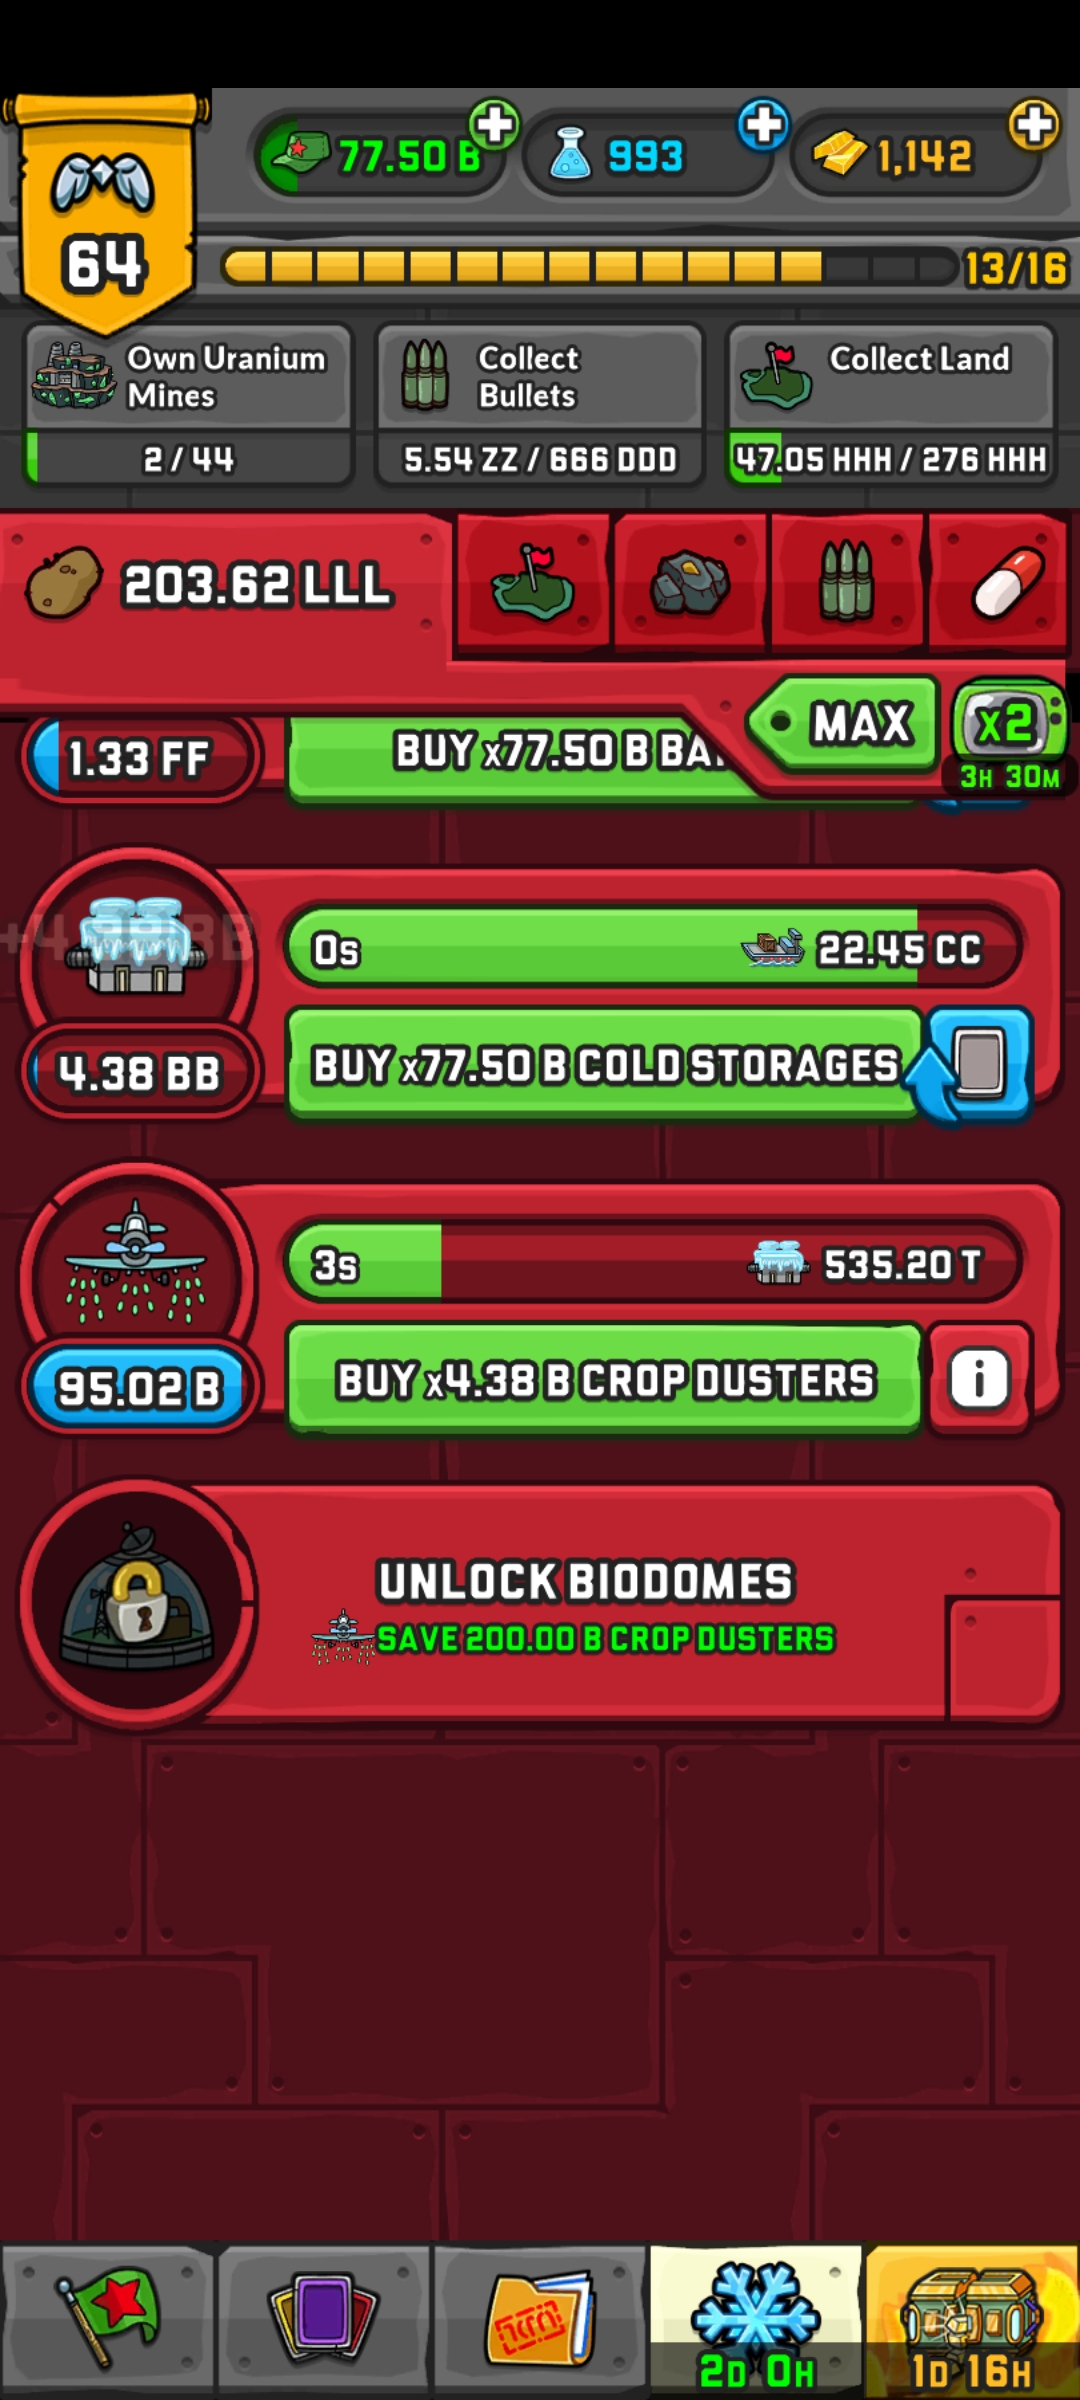 77.50 B
993
1,142
64
13/16
Own Uranium
Mines
Collect
Bullets
Collect Land
2 / 44
5.54 ZZ / 666 DDD
47.05 HHH / 276 HHH
203.62 LLL
MAX
x2
3H 30M
1.33 FF
BUY x77.50 B BA
0s
22.45 CC
4.38 BB
BUY x77.50 B COLD STORAGES
3s
535.20 T
95.02 B
BUY x4.38 B CROP DUSTERS
i
UNLOCK BIODOMES
SAVE 200.00 B CROP DUSTERS
2D 0H
1D 16H